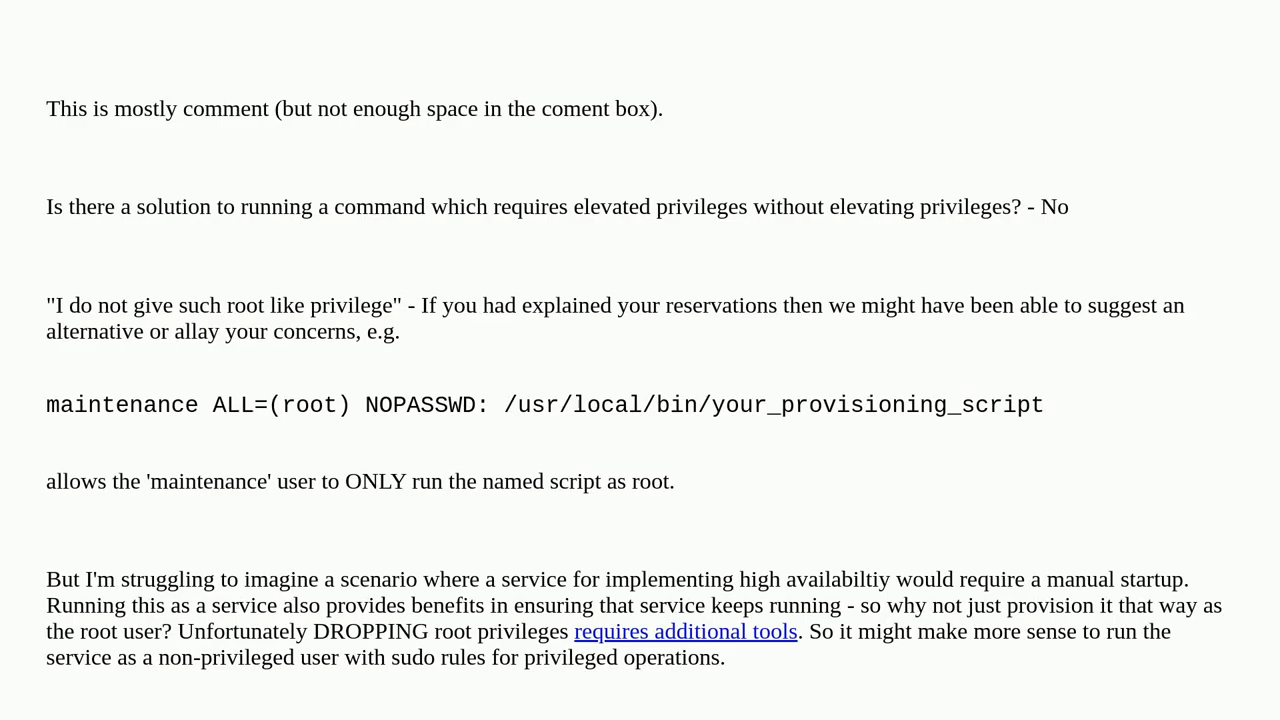 This is mostly comment (but not enough space in the coment box).
Is there a solution to running a command which requires elevated privileges without elevating privileges? - No
"I do not give such root like privilege" - If you had explained your reservations then we might have been able to suggest an
alternative or allay your concerns, e.g.
maintenance ALL=(root) NOPASSWD: /usr/local/bin/your_provisioning_script
allows the 'maintenance' user to ONLY run the named script as root.
But I'm struggling to imagine a scenario where a service for implementing high availabiltiy would require a manual startup.
Running this as a service also provides benefits in ensuring that service keeps running - so why not just provision it that way as
the root user? Unfortunately DROPPING root privileges requires additional tools. So it might make more sense to run the
service as a non-privileged user with sudo rules for privileged operations.